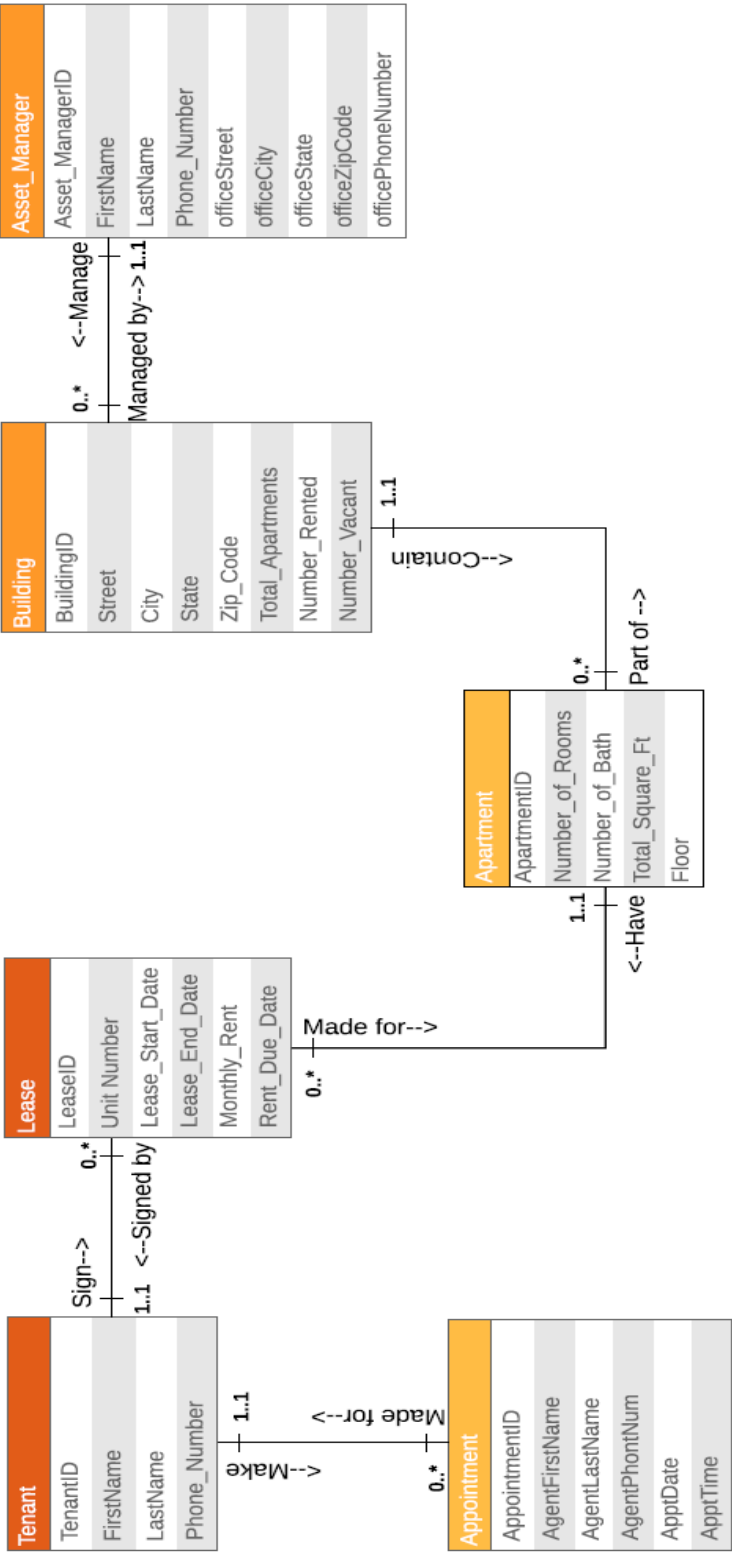 Tenant
TenantID
FirstName
LastName
Phone_Number
Sign-->
1..1
<--Signed by
0..*
Lease
LeaseID
Unit Number
Lease_Start_Date
Lease_End_Date
Monthly_Rent
Rent_Due_Date
Building
BuildingID
Street
City
State
Zip_Code
Total_Apartments
Number_Rented
Number_Vacant
0..*
<--Manage
Managed by-->
1..1
Asset_Manager
Asset_ManagerID
FirstName
LastName
Phone_Number
officeStreet
officeCity
officeState
officeZipCode
officePhoneNumber
1..1
<--Make
Made for-->
0..*
Made for-->
0..*
1..1
<--Contain
Appointment
AppointmentID
AgentFirstName
AgentLastName
AgentPhontNum
ApptDate
ApptTime
1..1
<--Have
Apartment
ApartmentID
Number_of_Rooms
Number_of_Bath
Total_Square_Ft
Floor
0..*
Part of -->